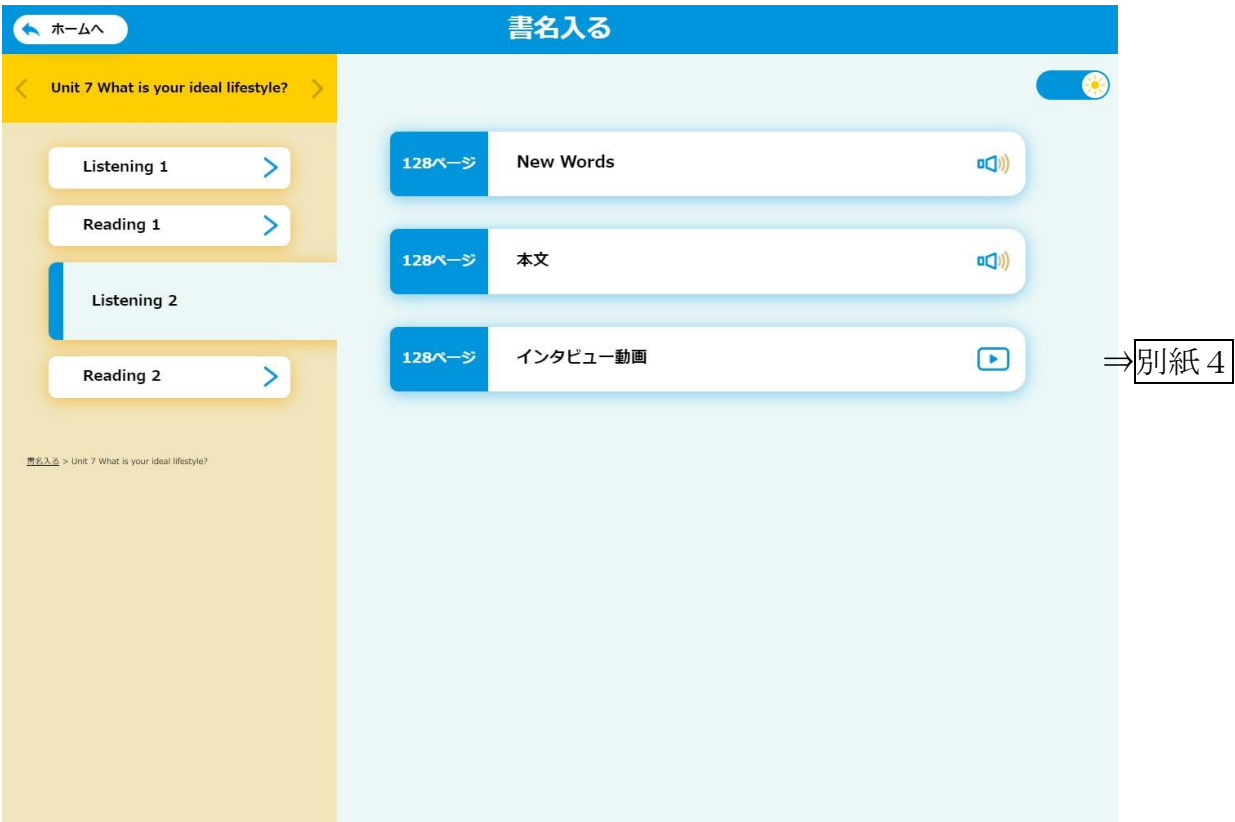 ホームへ
書名入る
Unit 7 What is your ideal lifestyle?
Listening 1
Reading 1
Listening 2
Reading 2
書名入る > Unit 7 What is your ideal lifestyle?
128ページ New Words
128ページ 本文
128ページ インタビュー動画
⇒別紙４